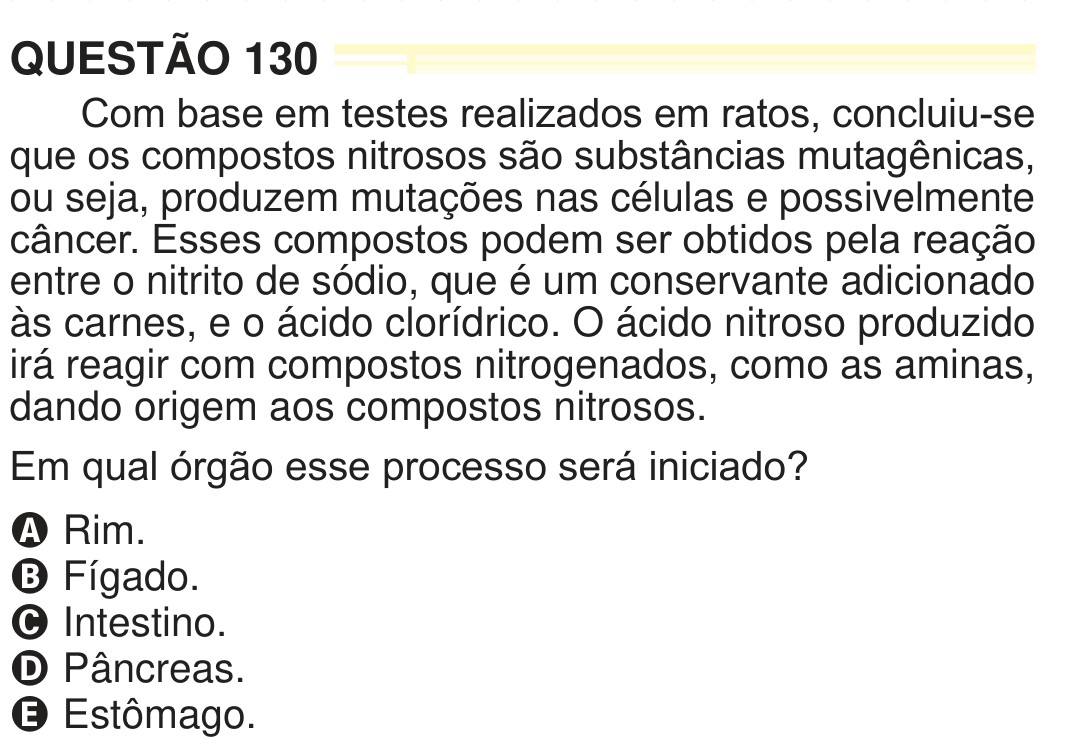 QUESTÃO 130
Com base em testes realizados em ratos, concluiu-se
que os compostos nitrosos são substâncias mutagênicas,
ou seja, produzem mutações nas células e possivelmente
câncer. Esses compostos podem ser obtidos pela reação
entre o nitrito de sódio, que é um conservante adicionado
às carnes, e o ácido clorídrico. O ácido nitroso produzido
irá reagir com compostos nitrogenados, como as aminas,
dando origem aos compostos nitrosos.
Em qual órgão esse processo será iniciado?
A Rim.
B Fígado.
C Intestino.
D Pâncreas.
E Estômago.